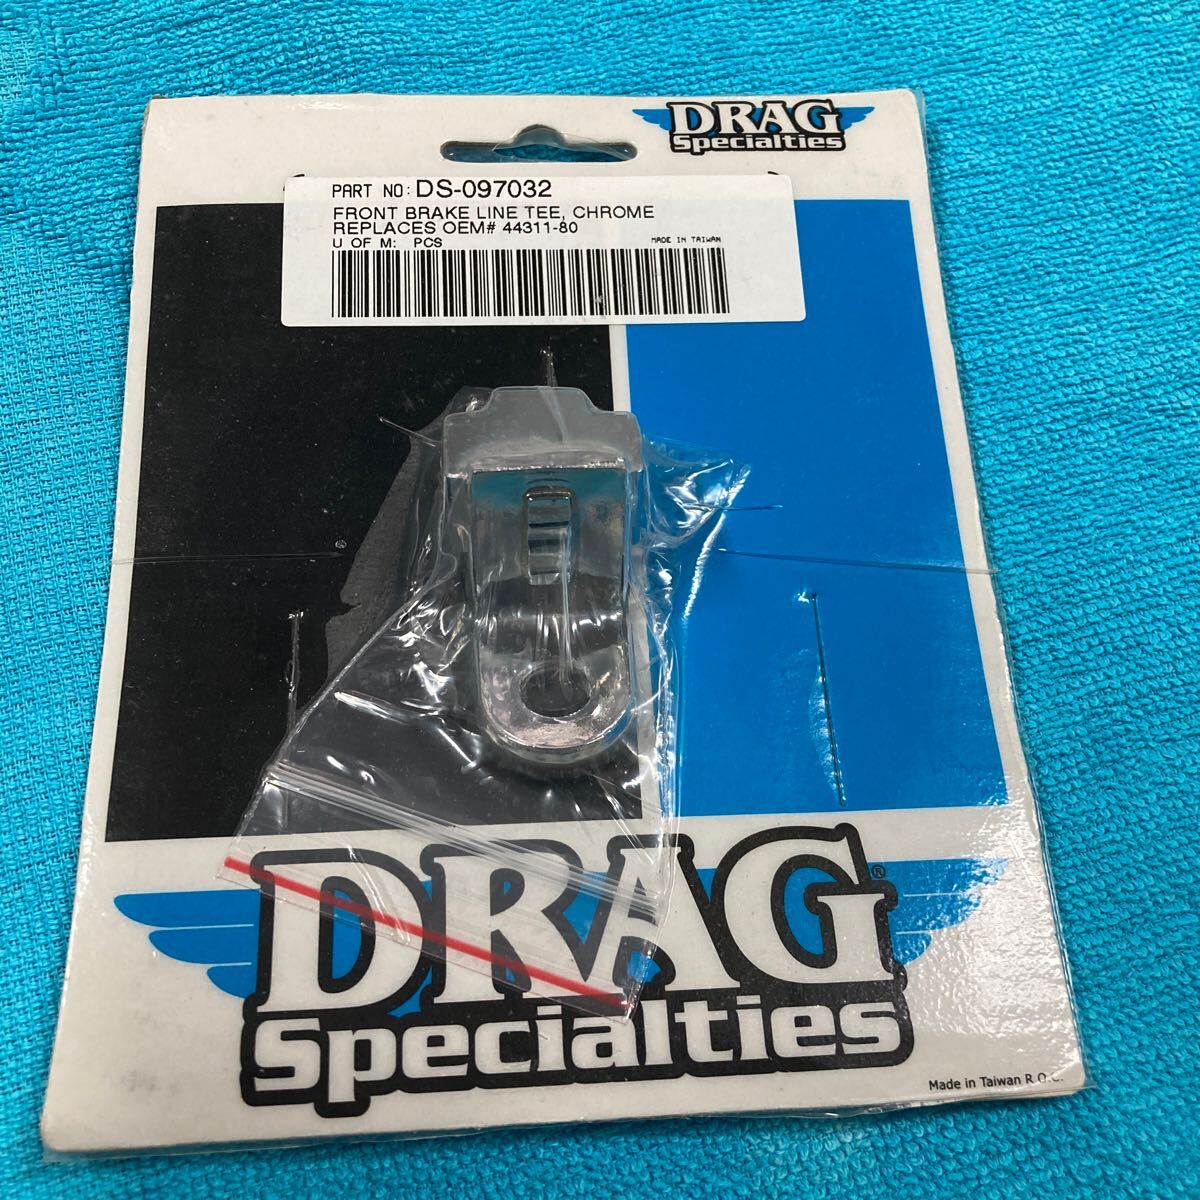 DRAG
Specialties
PART NO: DS-097032
FRONT BRAKE LINE TEE, CHROME
REPLACES OEM# 44311-80
U OF M: PCS
MADE IN TAIWAN
DRAG®
Specialties
Made in Taiwan R.O.C.